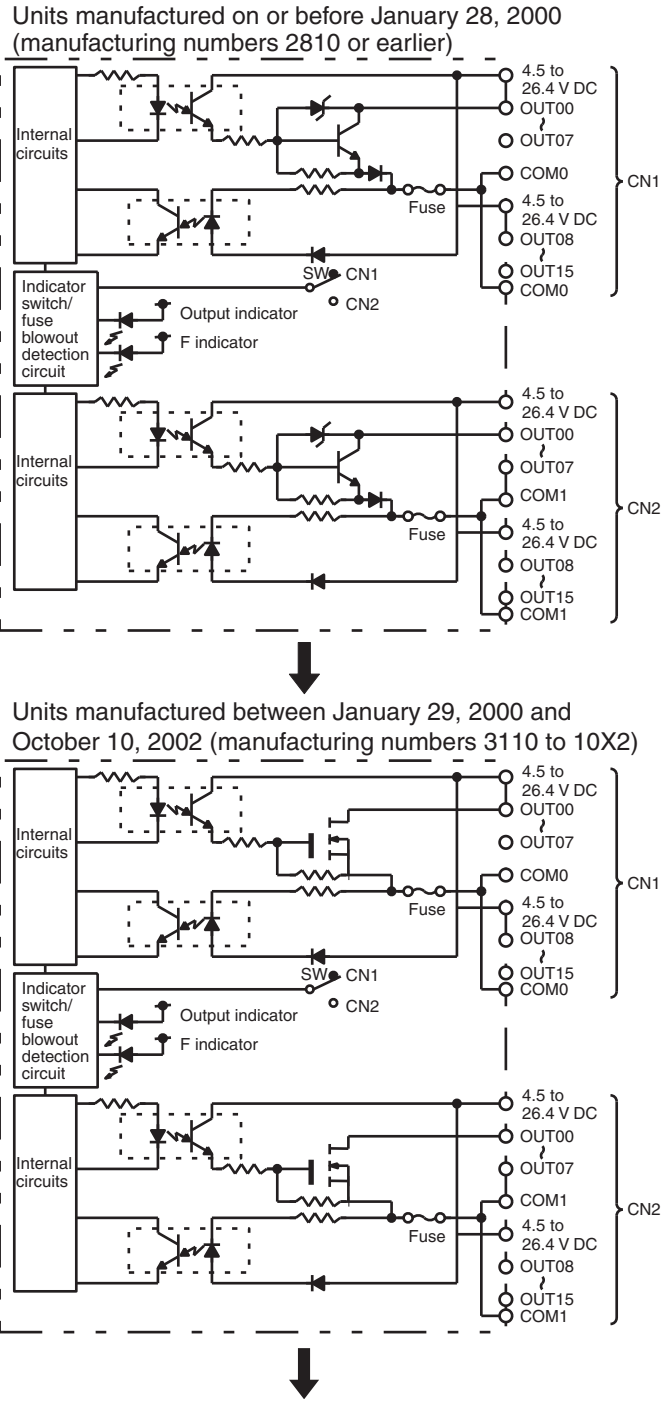 Units manufactured on or before January 28, 2000
(manufacturing numbers 2810 or earlier)
4.5 to
26.4 V DC
OUT00
Internal
circuits
OUT07
COM0
CN1
Fuse
4.5 to
26.4 V DC
OUT08
OUT15
COM0
SW CN1
CN2
Indicator
switch/
fuse
blowout
detection
circuit
Output indicator
F indicator
4.5 to
26.4 V DC
OUT00
Internal
circuits
OUT07
COM1
CN2
Fuse
4.5 to
26.4 V DC
OUT08
OUT15
COM1
Units manufactured between January 29, 2000 and
October 10, 2002 (manufacturing numbers 3110 to 10X2)
4.5 to
26.4 V DC
OUT00
Internal
circuits
OUT07
COM0
CN1
Fuse
4.5 to
26.4 V DC
OUT08
OUT15
COM0
SW CN1
CN2
Indicator
switch/
fuse
blowout
detection
circuit
Output indicator
F indicator
4.5 to
26.4 V DC
OUT00
Internal
circuits
OUT07
COM1
CN2
Fuse
4.5 to
26.4 V DC
OUT08
OUT15
COM1